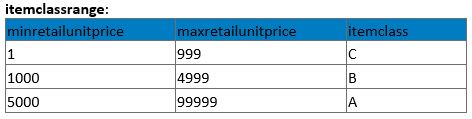 itemclassrange:
minretailunitprice maxretailunitprice itemclass
1 999 C
1000 4999 B
5000 99999 A